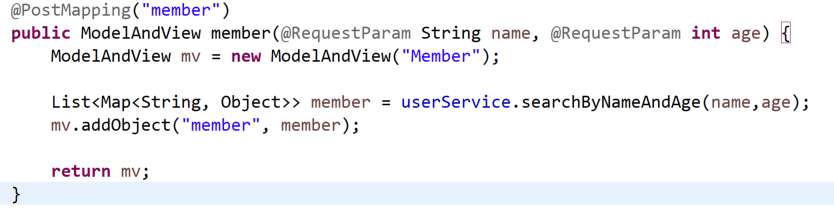 @PostMapping("member")
public ModelAndView member(@RequestParam String name, @RequestParam int age) {
ModelAndView mv = new ModelAndView("Member");
List<Map<String, Object>> member = userService.searchByNameAndAge(name,age);
mv.addObject("member", member);
return mv;
}